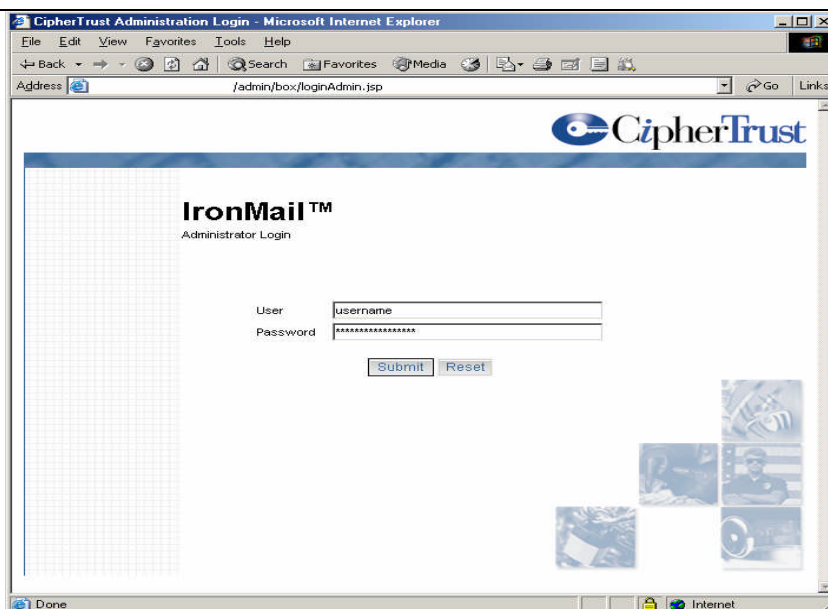 CipherTrust Administration Login - Microsoft Internet Explorer
File Edit View Favorites Tools Help
Back Search Favorites Media
Address /admin/box/loginAdmin.jsp Go Links
CipherTrust
IronMail™
Administrator Login
User username
Password *****************
Submit Reset
Done Internet